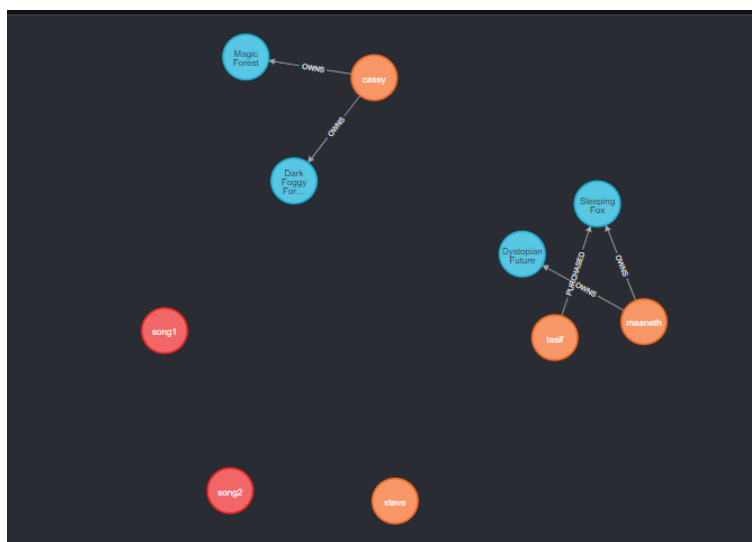 Magic
Forest
OWNS
cassy
OWNS
Dark
Foggy
For...
Sleeping
Fox
Dystopian
Future
PURCHASED
OWNS
OWNS
maaneth
tasif
song1
song2
steve